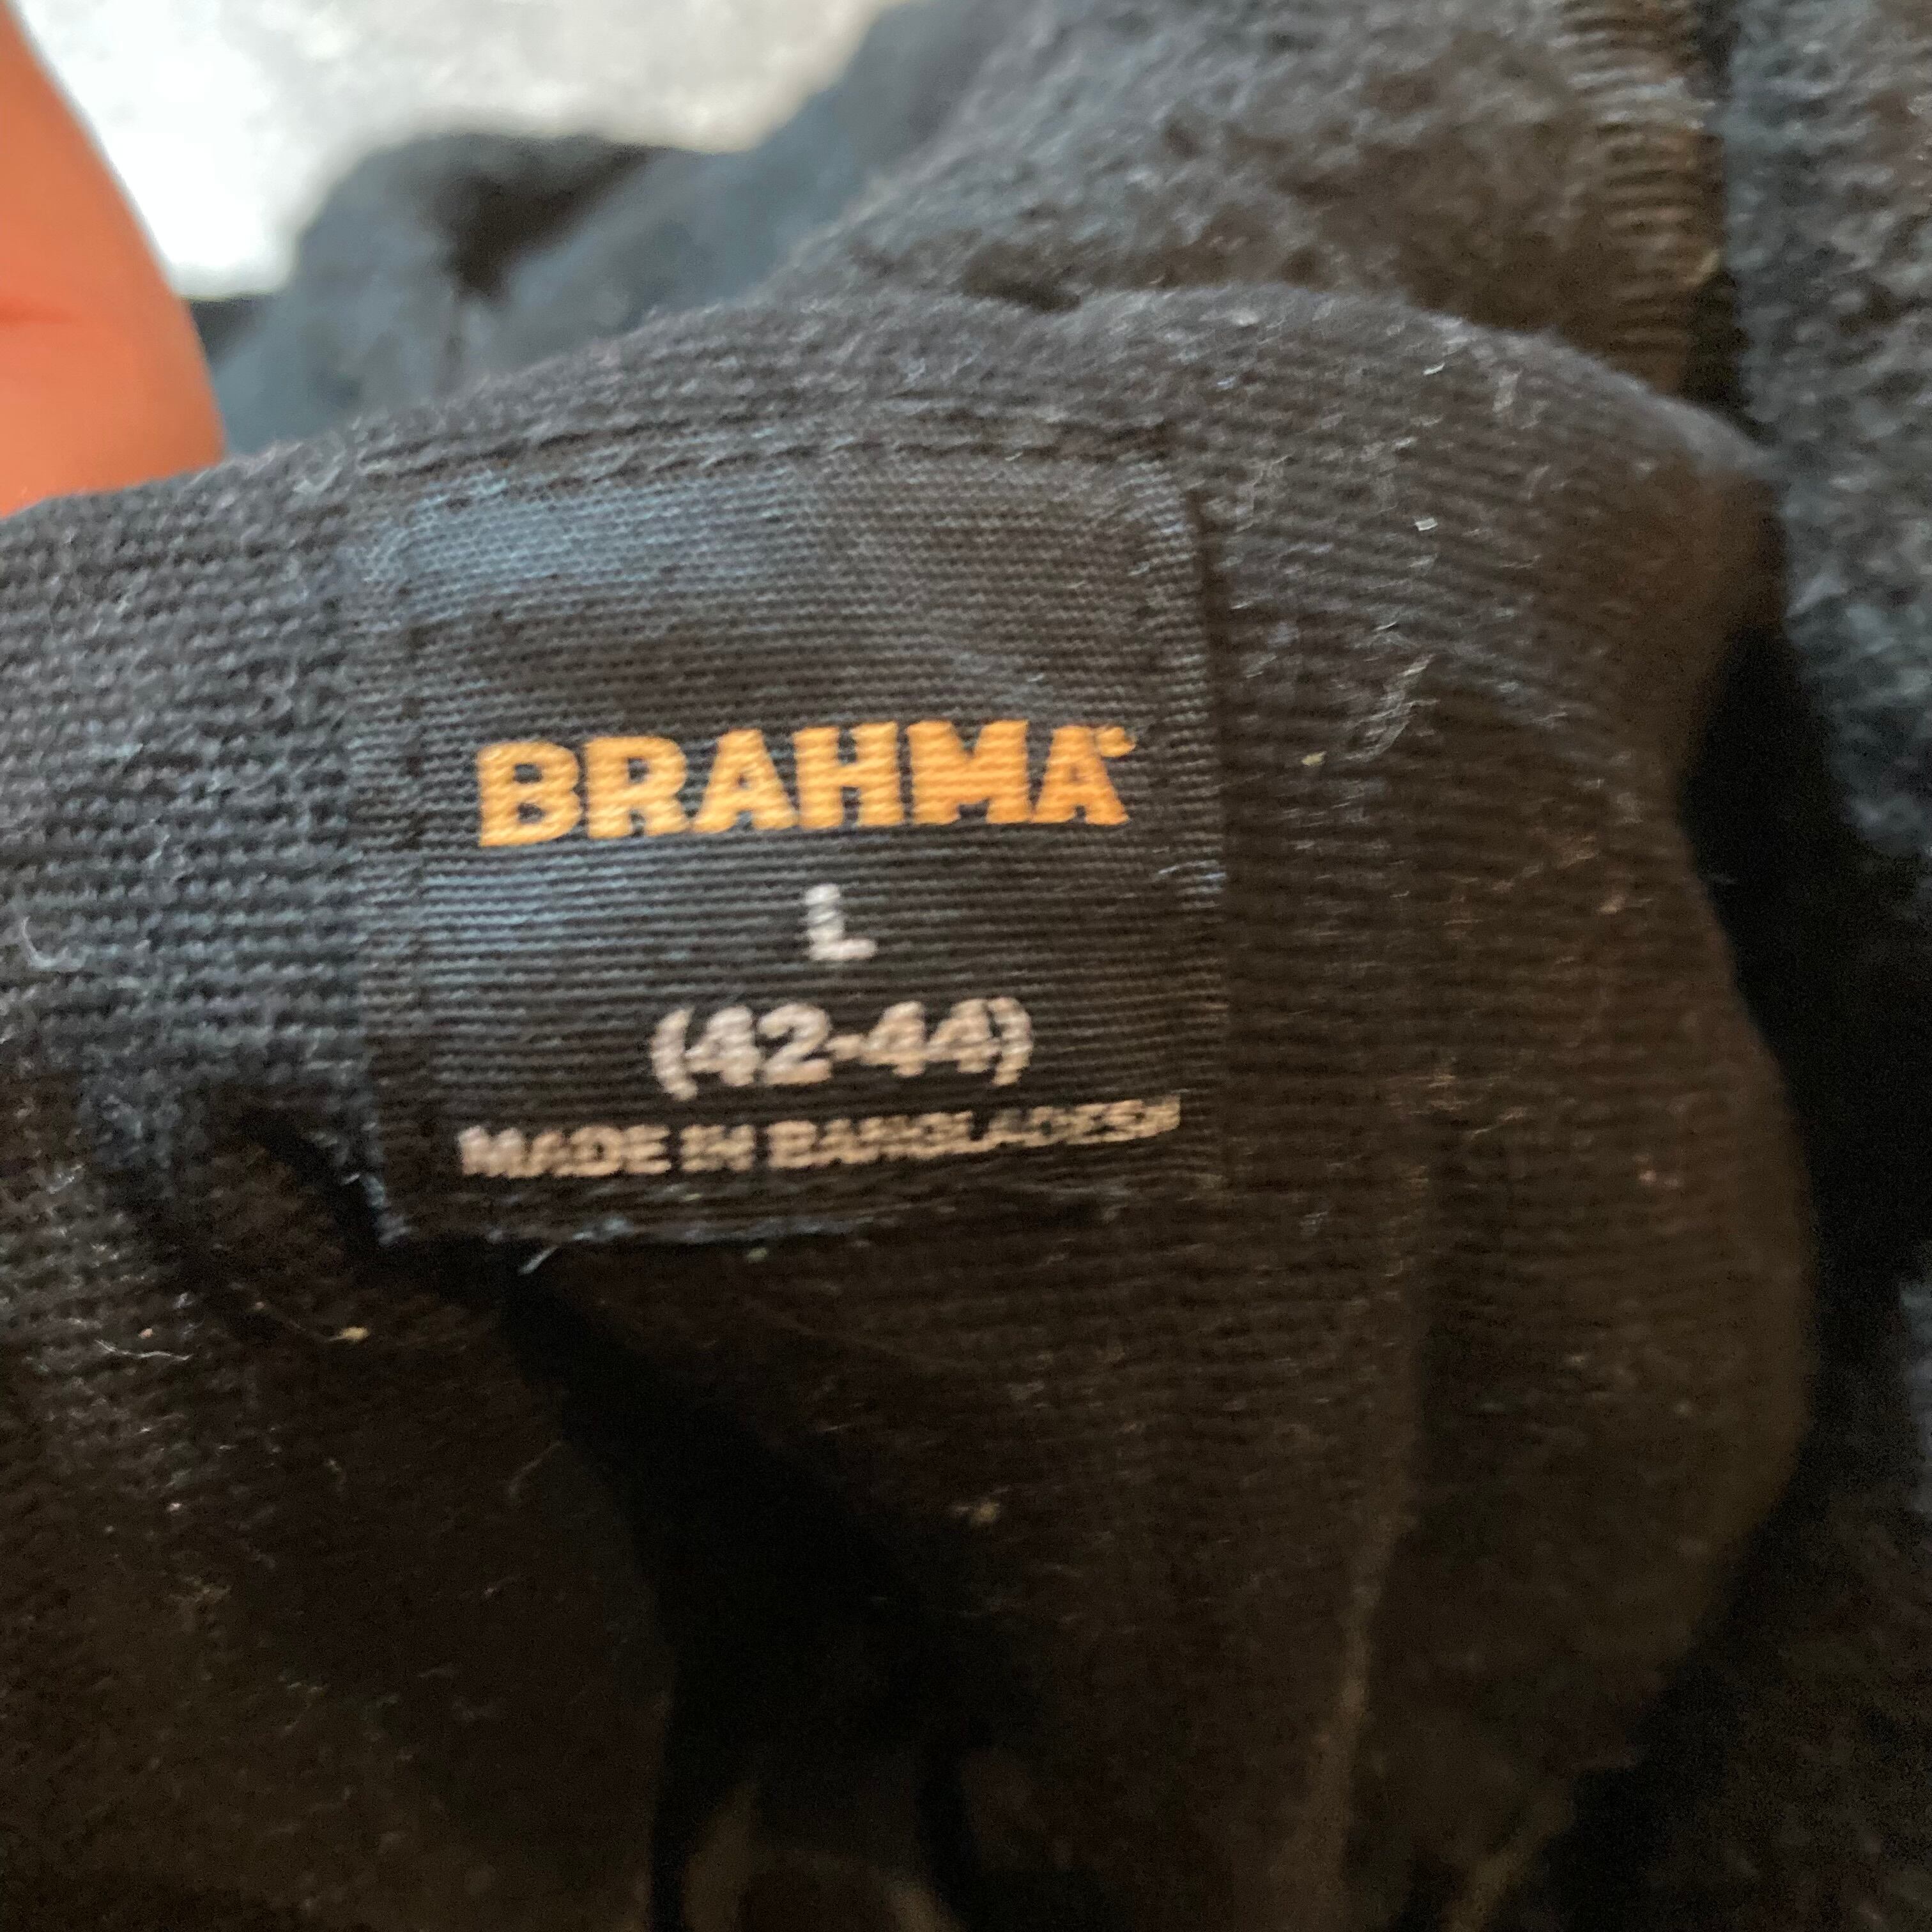 BRAHMA
L
(42-44)
MADE IN BANGLADESH